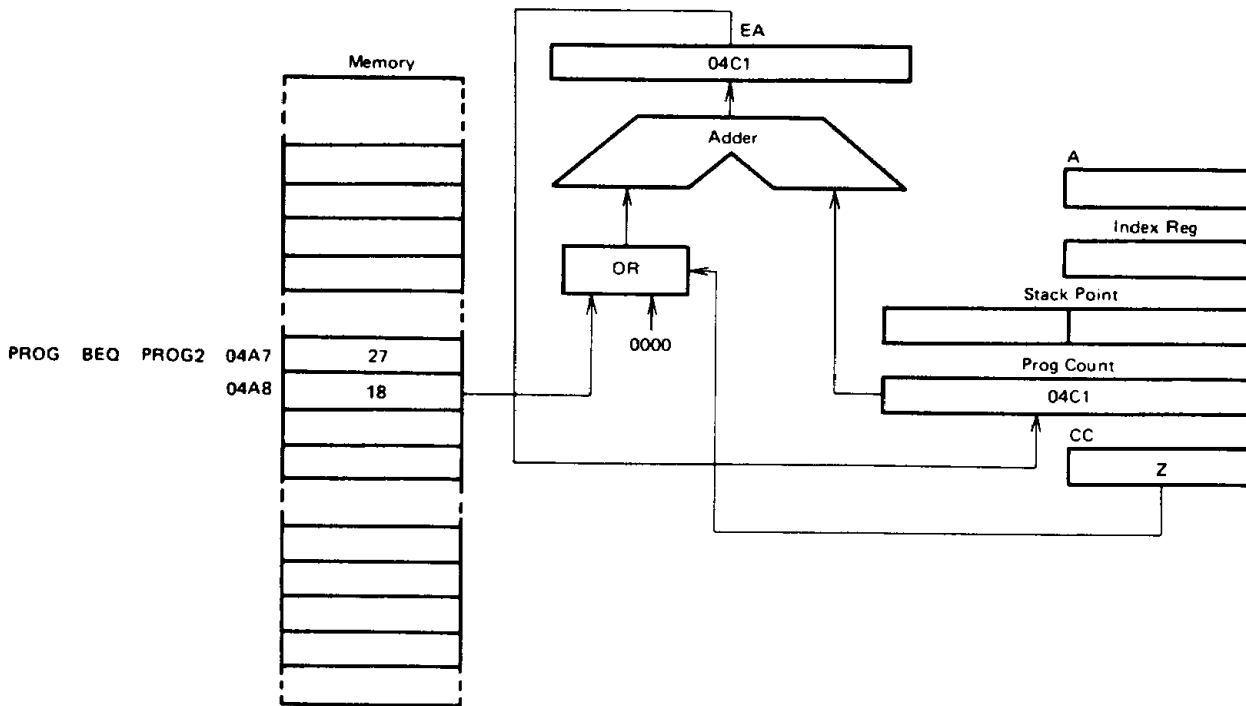 EA
04C1
Memory
Adder
A
Index Reg
OR
Stack Point
0000
PROG BEQ PROG2 04A7 27
Prog Count
04A8 18
04C1
CC
Z